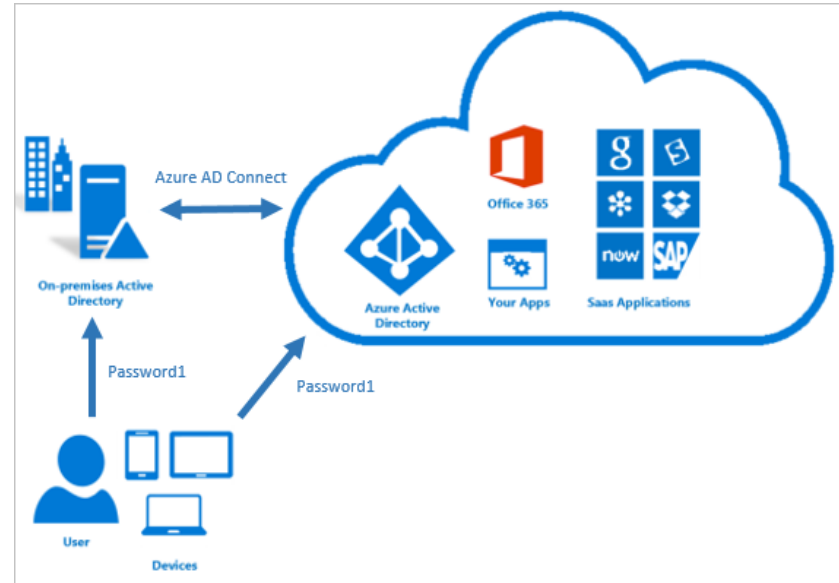 Azure AD Connect
On-premises Active
Directory
Office 365
Azure Active
Directory
Your Apps
g
S
now
SAP
Saas Applications
Password1
Password1
User
Devices